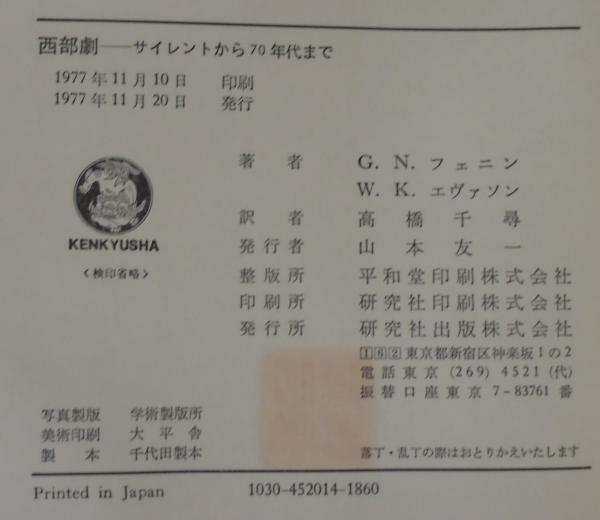 西部劇——サイレントから70年代まで
1977年11月10日 印刷
1977年11月20日 発行
著者 G. N. フェニン
W. K. エヴァソン
訳者 高橋千尋
発行者 山本友一
整版所 平和堂印刷株式会社
印刷所 研究社印刷株式会社
発行所 研究社出版株式会社
162 東京都新宿区神楽坂1の2
電話東京 (269) 4521 (代)
振替口座東京 7-83761 番
KENKYUSHA
〈検印省略〉
写真製版 学術製版所
美術印刷 大平舎
製本 千代田製本
落丁・乱丁の際はおとりかえいたします
Printed in Japan 1030-452014-1860